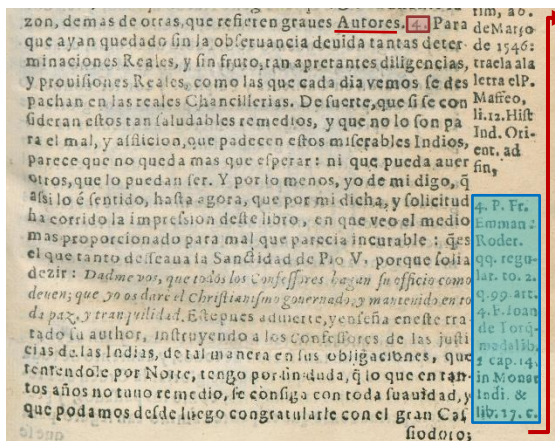 zon, demas de otras, que refieren graues Autores. 4. Para
que ayan quedado sin la obseruancia deuida tantas deter-
minaciones Reales, y sin fruto, tan apretantes diligencias,
y prouisiones Reales, como las que cada dia vemos se des
pachan en las reales Chancillerias. De suerte, que si se con
sideran estos tan saludables remedios, y que no lo son pa
ra el mal, y afliccion, que padecen estos miserables Indios,
parece que no queda mas que esperar: ni que pueda auer
otros, que lo puedan ser. Y por lo menos, yo de mi digo, q̃
assi lo é sentido, hasta agora, que por mi dicha, y solicitud
ha corrido la impression deste libro, en que veo el medio
mas proporcionado para mal que parecia incurable: q̃es
el que tanto desseaua la Sanctidad de Pio V. porque solia
dezir: Dadme vos, que todos los Confessores hagan su officio como
deuen; que yo os dare el Christianismo gouernado, y mantenido en to
da paz, y tranquilidad. Este pues aduierte, y enseña en este tra-
tado su author, instruyendo a los confessores de las justi
cias de las Indias, de tal manera en sus obligaciones, que
teniendole por Norte, tengo por sin duda, q̃ lo que en tan-
tos años no tuuo remedio, se consiga con toda suauidad, y
que podamos desde luego congratularle con el gran Cas
siodoro;
de Março
de 1546:
traela ala
letra el P.
Maffeo,
li. 12. Hist
Ind. Ori-
ent. ad
fin,
4. P. Fr.
Emman:
Roder.
qq. regu-
lar. to. 2.
q. 99. art.
4. F. Ioan
de Torq-
madalib.
1 cap. 14.
in Monar
Indi. &
lib. 17. c.